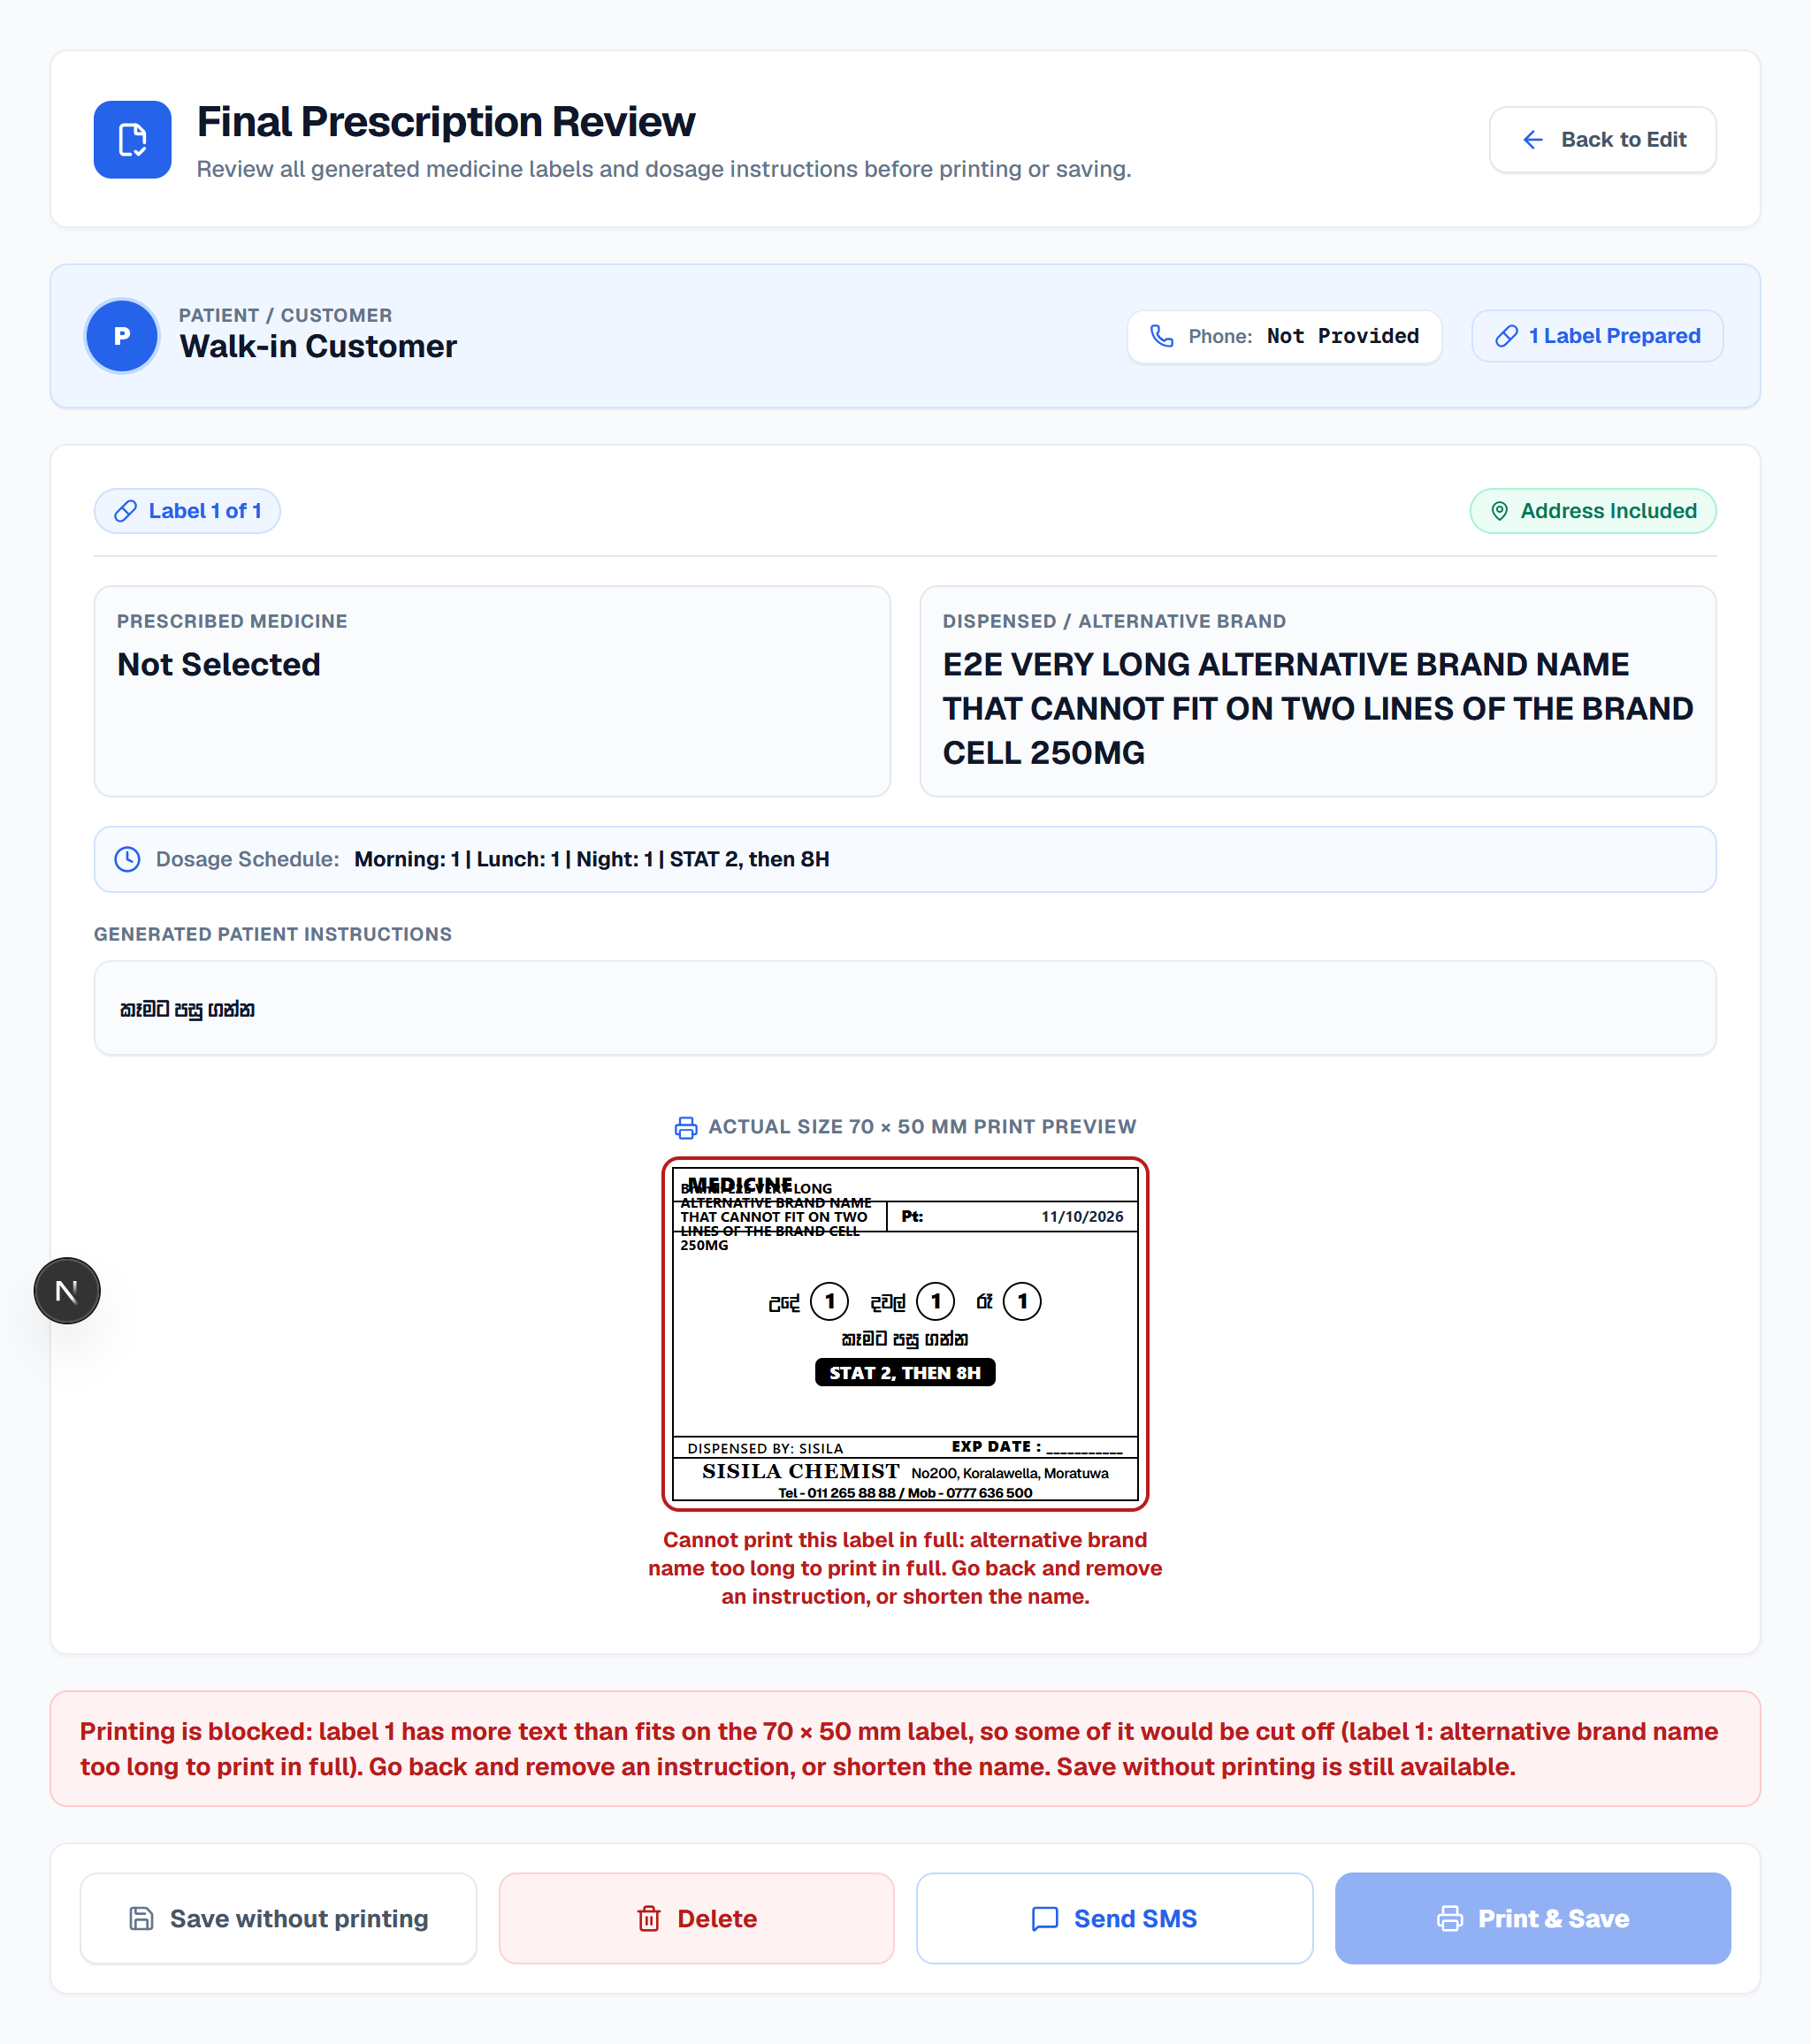 Final Prescription Review
Review all generated medicine labels and dosage instructions before printing or saving.
Back to Edit
P
PATIENT / CUSTOMER
Walk-in Customer
Phone: Not Provided
1 Label Prepared
Label 1 of 1
Address Included
PRESCRIBED MEDICINE
Not Selected
DISPENSED / ALTERNATIVE BRAND
E2E VERY LONG ALTERNATIVE BRAND NAME
THAT CANNOT FIT ON TWO LINES OF THE BRAND
CELL 250MG
Dosage Schedule: Morning: 1 | Lunch: 1 | Night: 1 | STAT 2, then 8H
GENERATED PATIENT INSTRUCTIONS
කෑමට පසු ගන්න
ACTUAL SIZE 70 × 50 MM PRINT PREVIEW
MEDICINE
Brand: E2E VERY LONG
ALTERNATIVE BRAND NAME
THAT CANNOT FIT ON TWO
LINES OF THE BRAND CELL
250MG
Pt: 11/10/2026
උදේ 1 දවල් 1 රෑ 1
කෑමට පසු ගන්න
STAT 2, THEN 8H
DISPENSED BY: SISILA EXP DATE : ___________
SISILA CHEMIST No200, Koralawella, Moratuwa
Tel - 011 265 88 88 / Mob - 0777 636 500
N
Cannot print this label in full: alternative brand
name too long to print in full. Go back and remove
an instruction, or shorten the name.
Printing is blocked: label 1 has more text than fits on the 70 × 50 mm label, so some of it would be cut off (label 1: alternative brand name
too long to print in full). Go back and remove an instruction, or shorten the name. Save without printing is still available.
Save without printing
Delete
Send SMS
Print & Save